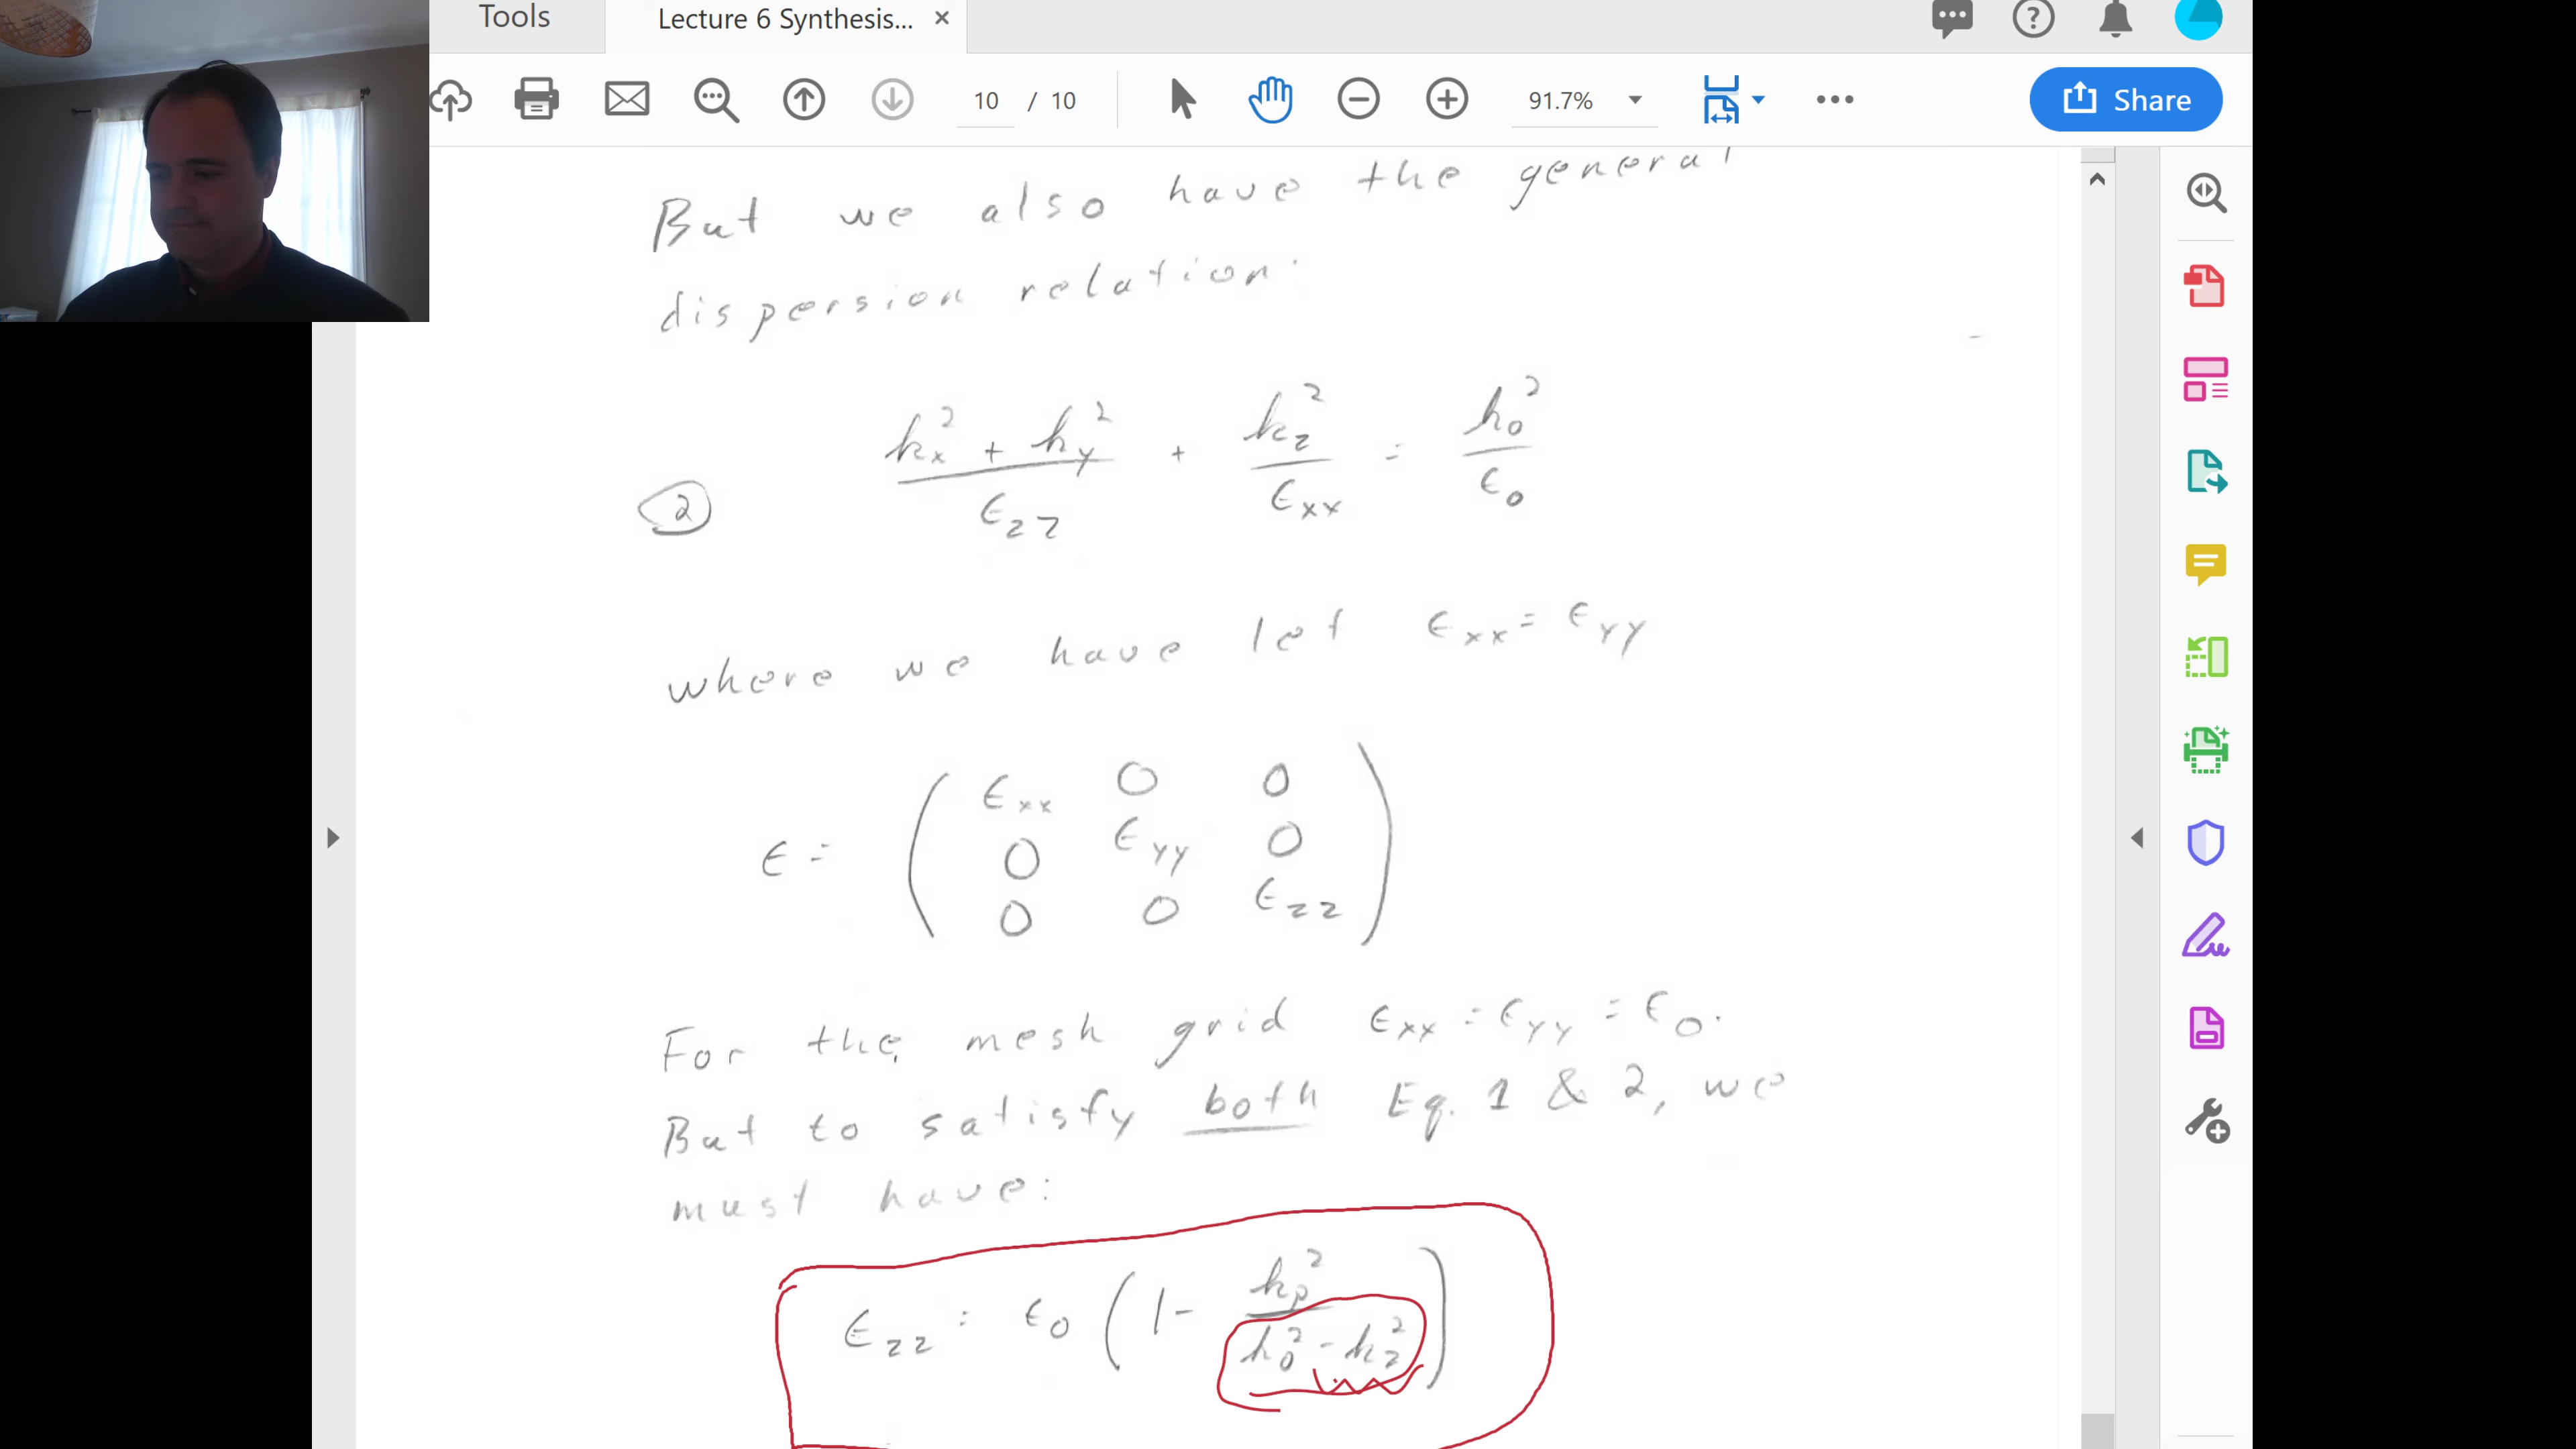 Tools
Lecture 6 Synthesis... ×
10 / 10
91.7%
Share
But we also have the general
dispersion relation:
② (kx² + ky²)/ϵzz + kz²/ϵxx = k0²/ϵ0
where we have let ϵxx = ϵyy
ϵ = ( ϵxx 0 0
0 ϵyy 0
0 0 ϵzz )
For the mesh grid ϵxx = ϵyy = ϵ0.
But to satisfy both Eq. 1 & 2, we
must have:
ϵzz = ϵ0 ( 1 - kp²/(k0² - kz²) )